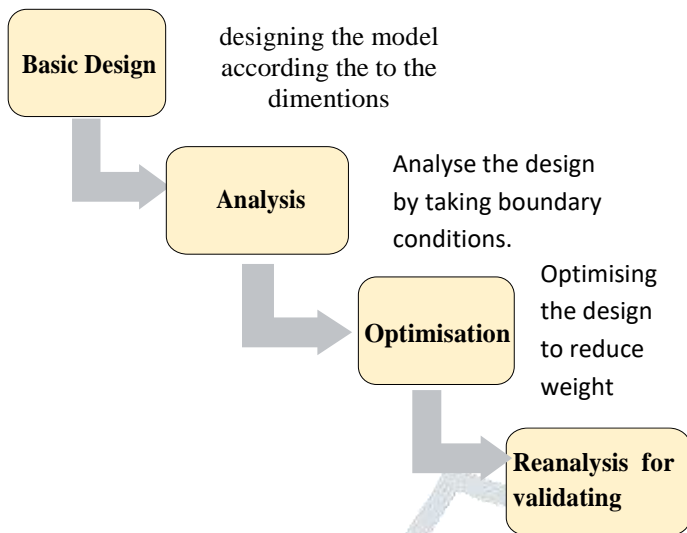 Basic Design
designing the model
according the to the
dimentions
Analysis
Analyse the design
by taking boundary
conditions.
Optimisation
Optimising
the design
to reduce
weight
Reanalysis for
validating